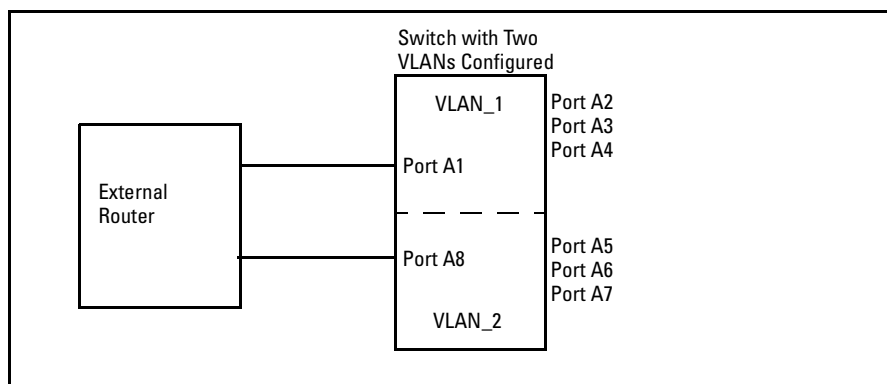 Switch with Two
VLANs Configured
VLAN_1
Port A2
Port A3
Port A4
Port A1
External
Router
Port A8
Port A5
Port A6
Port A7
VLAN_2